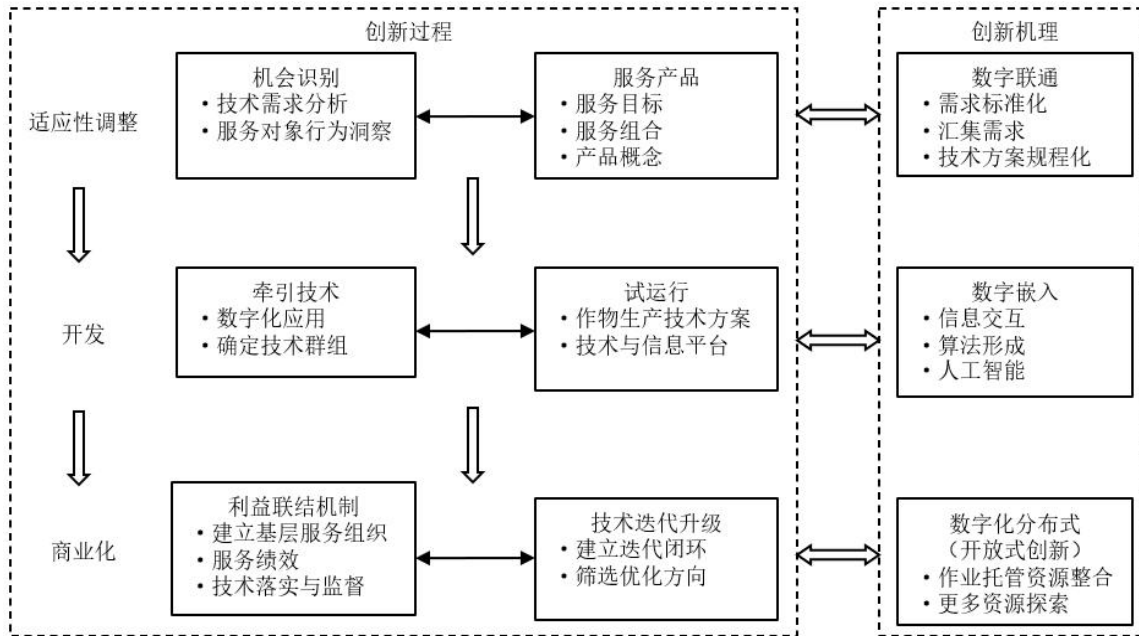 创新过程
创新机理
适应性调整
机会识别
• 技术需求分析
• 服务对象行为洞察
服务产品
• 服务目标
• 服务组合
• 产品概念
数字联通
• 需求标准化
• 汇集需求
• 技术方案规程化
开发
牵引技术
• 数字化应用
• 确定技术群组
试运行
• 作物生产技术方案
• 技术与信息平台
数字嵌入
• 信息交互
• 算法形成
• 人工智能
商业化
利益联结机制
• 建立基层服务组织
• 服务绩效
• 技术落实与监督
技术迭代升级
• 建立迭代闭环
• 筛选优化方向
数字化分布式
（开放式创新）
• 作业托管资源整合
• 更多资源探索